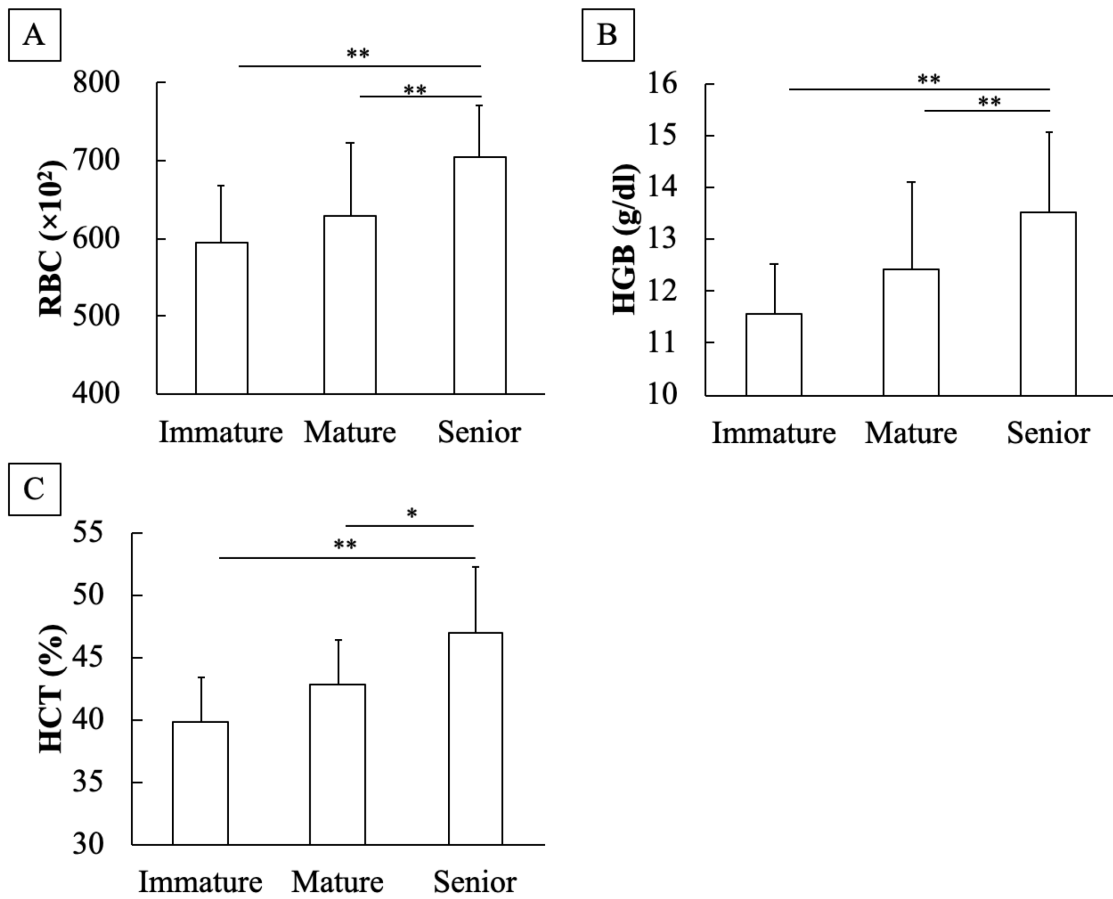 A
**
**
800
700
600
500
400
RBC (×10²)
Immature Mature Senior
B
**
**
16
15
14
13
12
11
10
HGB (g/dl)
Immature Mature Senior
C
*
**
55
50
45
40
35
30
HCT (%)
Immature Mature Senior